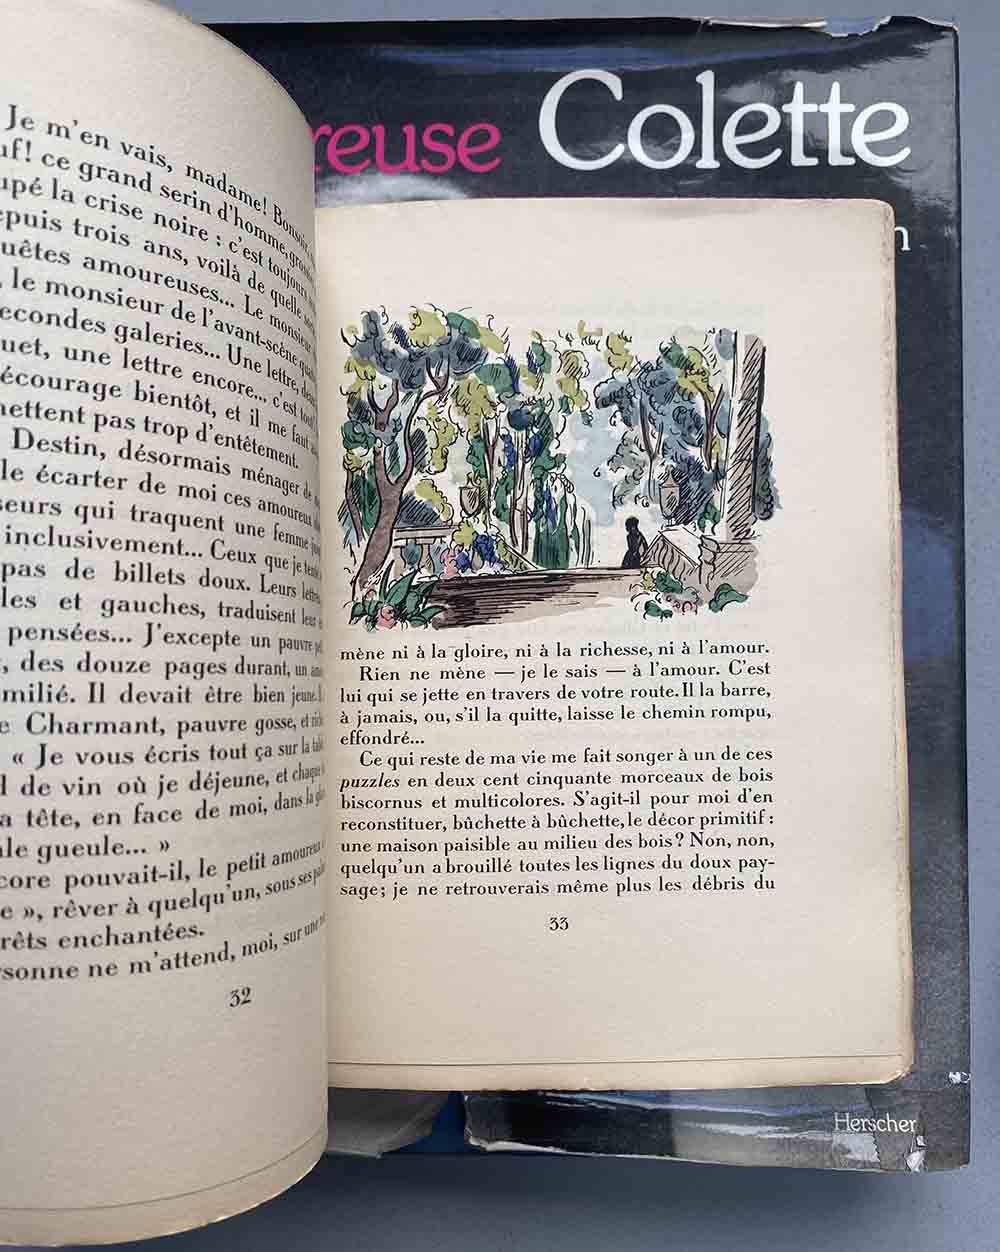 reuse Colette
n
Je m'en vais, madame! Bonsoir
uf! ce grand serin d'homme,
upé la crise noire : c'est toujours
epuis trois ans, voilà de quelle
uêtes amoureuses... Le monsieur
, le monsieur de l'avant-scène
econdes galeries... Une lettre,
uet, une lettre encore... c'est tout!
écourage bientôt, et il me faut
nettent pas trop d'entêtement.
Destin, désormais ménager de
le écarter de moi ces amoureux
seurs qui traquent une femme
inclusivement... Ceux que je
pas de billets doux. Leurs
les et gauches, traduisent leur
pensées... J'excepte un pauvre
, des douze pages durant, un
milié. Il devait être bien jeune.
e Charmant, pauvre gosse, et
« Je vous écris tout ça sur la
d de vin où je déjeune, et chaque
a tête, en face de moi, dans la
ale gueule... »
core pouvait-il, le petit amoureux
e », rêver à quelqu'un, sous ses
rêts enchantées.
rsonne ne m'attend, moi, sur une
32
mène ni à la gloire, ni à la richesse, ni à l'amour.
Rien ne mène — je le sais — à l'amour. C'est
lui qui se jette en travers de votre route. Il la barre,
à jamais, ou, s'il la quitte, laisse le chemin rompu,
effondré...
Ce qui reste de ma vie me fait songer à un de ces
puzzles en deux cent cinquante morceaux de bois
biscornus et multicolores. S'agit-il pour moi d'en
reconstituer, bûchette à bûchette, le décor primitif :
une maison paisible au milieu des bois? Non, non,
quelqu'un a brouillé toutes les lignes du doux pay-
sage; je ne retrouverais même plus les débris du
33
Herscher